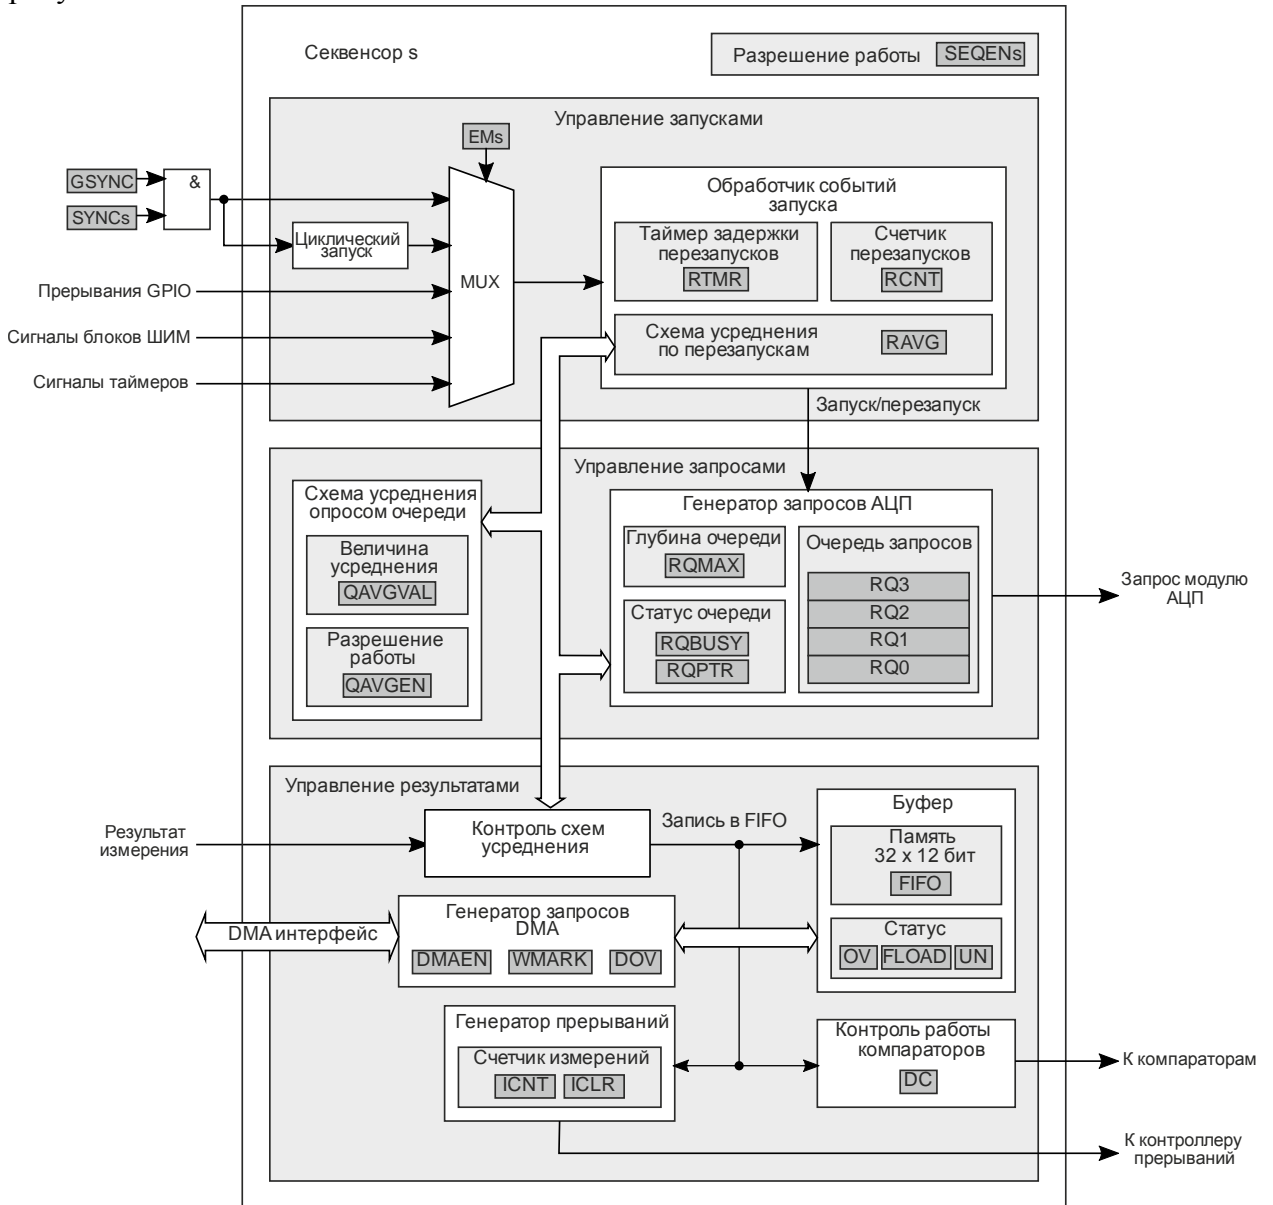 Секвенсор s
Разрешение работы SEQENs
Управление запусками
EMs
GSYNC
&
SYNCs
Циклический
запуск
Прерывания GPIO
Сигналы блоков ШИМ
Сигналы таймеров
MUX
Обработчик событий
запуска
Таймер задержки
перезапусков
RTMR
Счетчик
перезапусков
RCNT
Схема усреднения
по перезапускам
RAVG
Запуск/перезапуск
Управление запросами
Схема усреднения
опросом очереди
Величина
усреднения
QAVGVAL
Разрешение
работы
QAVGEN
Генератор запросов АЦП
Глубина очереди
RQMAX
Статус очереди
RQBUSY
RQPTR
Очередь запросов
RQ3
RQ2
RQ1
RQ0
Запрос модулю
АЦП
Управление результатами
Результат
измерения
Контроль схем
усреднения
Запись в FIFO
Буфер
Память
32 x 12 бит
FIFO
Статус
OV FLOAD UN
DMA интерфейс
Генератор запросов
DMA
DMAEN WMARK DOV
Генератор прерываний
Счетчик измерений
ICNT ICLR
Контроль работы
компараторов
DC
К компараторам
К контроллеру
прерываний